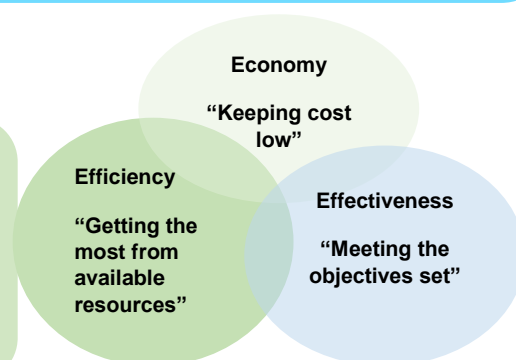 Economy
“Keeping cost
low”
Efficiency
“Getting the
most from
available
resources”
Effectiveness
“Meeting the
objectives set”